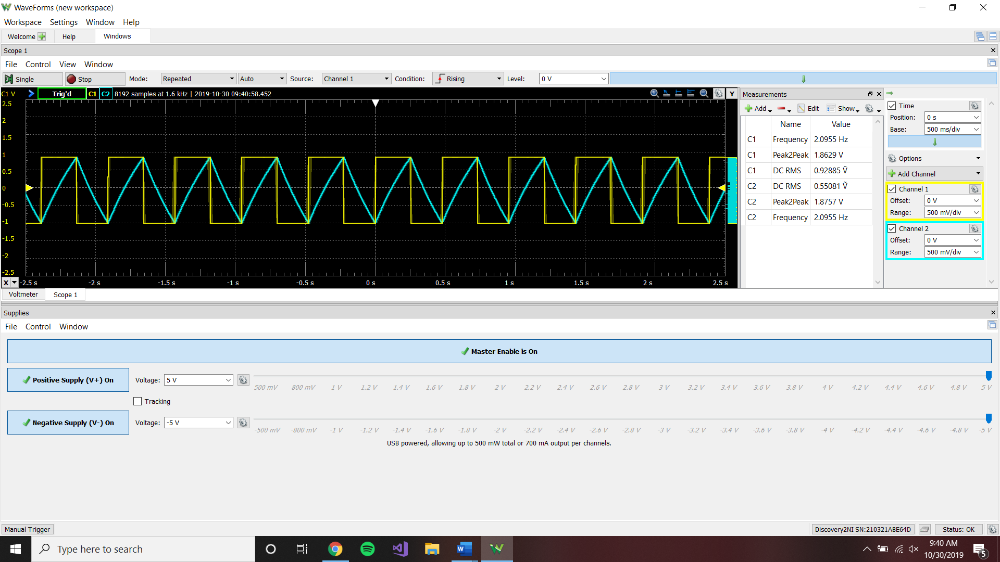 WaveForms (new workspace)
Workspace Settings Window Help
Welcome Help Windows
Scope 1
File Control View Window
Single Stop Mode: Repeated Auto Source: Channel 1 Condition: Rising Level: 0 V
C1 V Trig'd C1 C2 8192 samples at 1.6 kHz | 2019-10-30 09:40:58.452 Y
2.5
2
1.5
1
0.5
0
-0.5
-1
-1.5
-2
-2.5
X -2.5 s -2 s -1.5 s -1 s -0.5 s 0 s 0.5 s 1 s 1.5 s 2 s 2.5 s
Measurements
Add Edit Show
Name Value
C1 Frequency 2.0955 Hz
C1 Peak2Peak 1.8629 V
C1 DC RMS 0.92885 Ṽ
C2 DC RMS 0.55081 Ṽ
C2 Peak2Peak 1.8757 V
C2 Frequency 2.0955 Hz
Time
Position: 0 s
Base: 500 ms/div
Options
Add Channel
Channel 1
Offset: 0 V
Range: 500 mV/div
Channel 2
Offset: 0 V
Range: 500 mV/div
Voltmeter Scope 1
Supplies
File Control Window
Master Enable is On
Positive Supply (V+) On Voltage: 5 V
500 mV 800 mV 1 V 1.2 V 1.4 V 1.6 V 1.8 V 2 V 2.2 V 2.4 V 2.6 V 2.8 V 3 V 3.2 V 3.4 V 3.6 V 3.8 V 4 V 4.2 V 4.4 V 4.6 V 4.8 V 5 V
Tracking
Negative Supply (V-) On Voltage: -5 V
-500 mV -800 mV -1 V -1.2 V -1.4 V -1.6 V -1.8 V -2 V -2.2 V -2.4 V -2.6 V -2.8 V -3 V -3.2 V -3.4 V -3.6 V -3.8 V -4 V -4.2 V -4.4 V -4.6 V -4.8 V -5 V
USB powered, allowing up to 500 mW total or 700 mA output per channels.
Manual Trigger Discovery2NI SN:210321ABE64D Status: OK
Type here to search
9:40 AM
10/30/2019
5